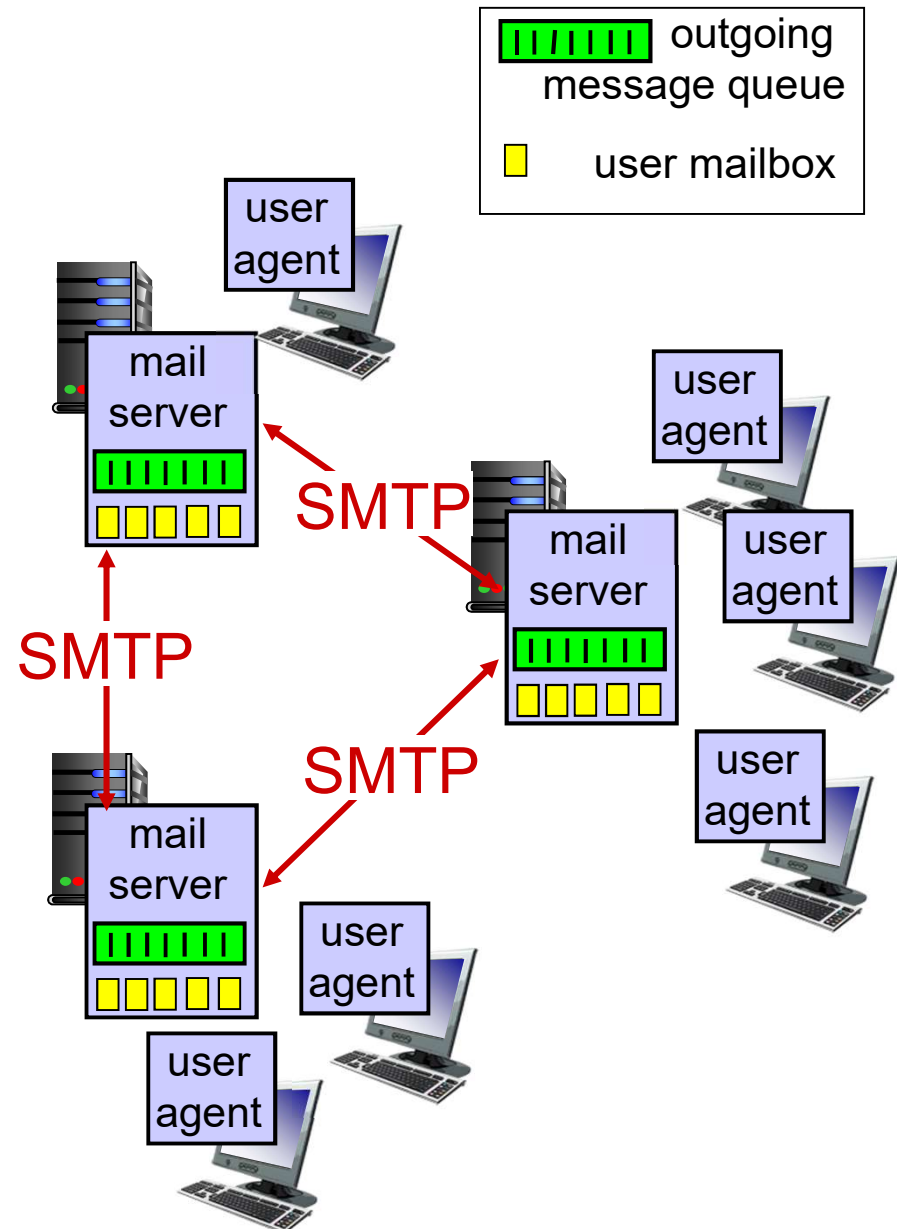 outgoing
message queue
user mailbox
user
agent
mail
server
SMTP
user
agent
mail
server
user
agent
SMTP
SMTP
user
agent
mail
server
user
agent
user
agent